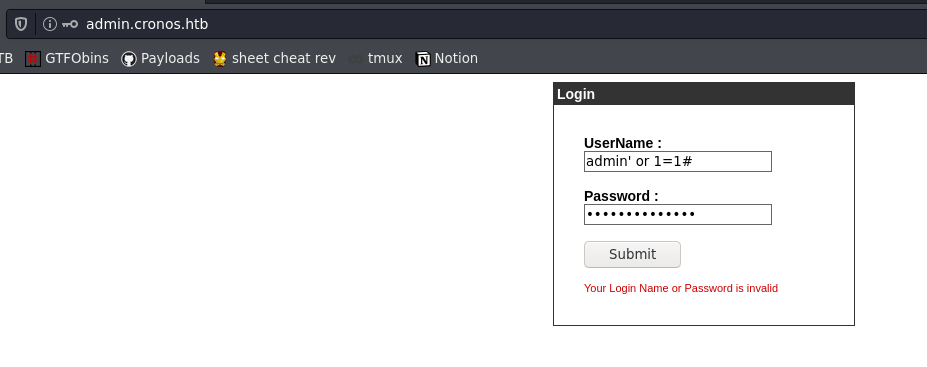 admin.cronos.htb
TB GTFObins Payloads sheet cheat rev tmux Notion
Login
UserName :
admin' or 1=1#
Password :
••••••••••••••
Submit
Your Login Name or Password is invalid